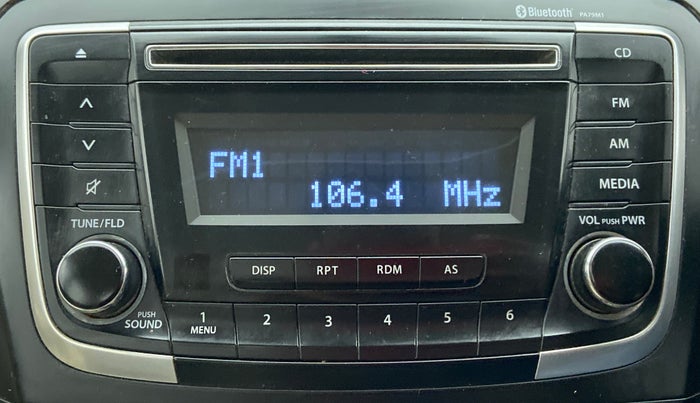 Bluetooth PA79M1
CD
FM1
106.4 MHz
FM
AM
MEDIA
TUNE/FLD
VOL PUSH PWR
DISP RPT RDM AS
PUSH
SOUND
1 2 3 4 5 6
MENU